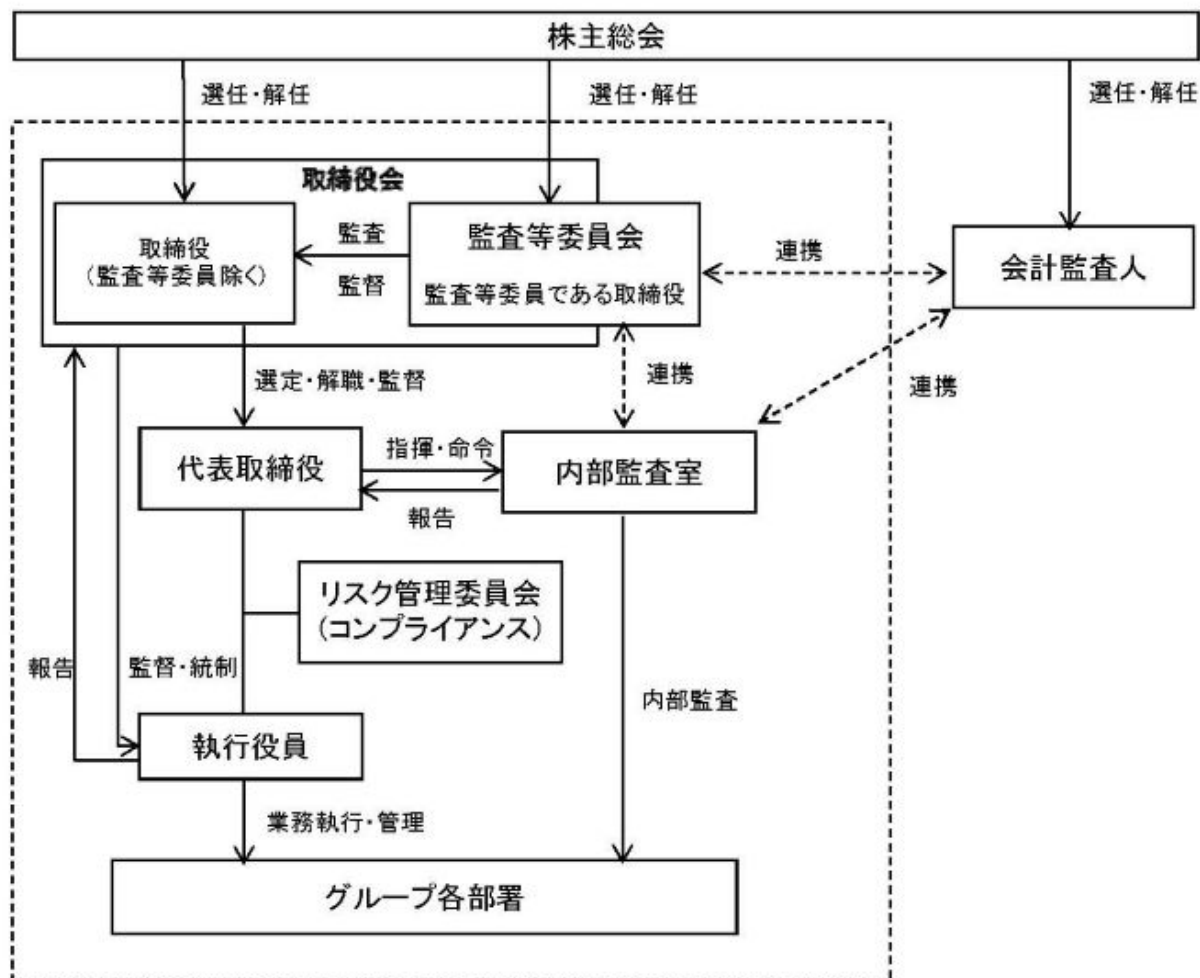 株主総会
選任・解任
選任・解任
選任・解任
取締役会
取締役
(監査等委員除く)
監査
監督
監査等委員会
監査等委員である取締役
連携
会計監査人
選定・解職・監督
連携
連携
代表取締役
指揮・命令
報告
内部監査室
リスク管理委員会
(コンプライアンス)
報告
監督・統制
内部監査
執行役員
業務執行・管理
グループ各部署